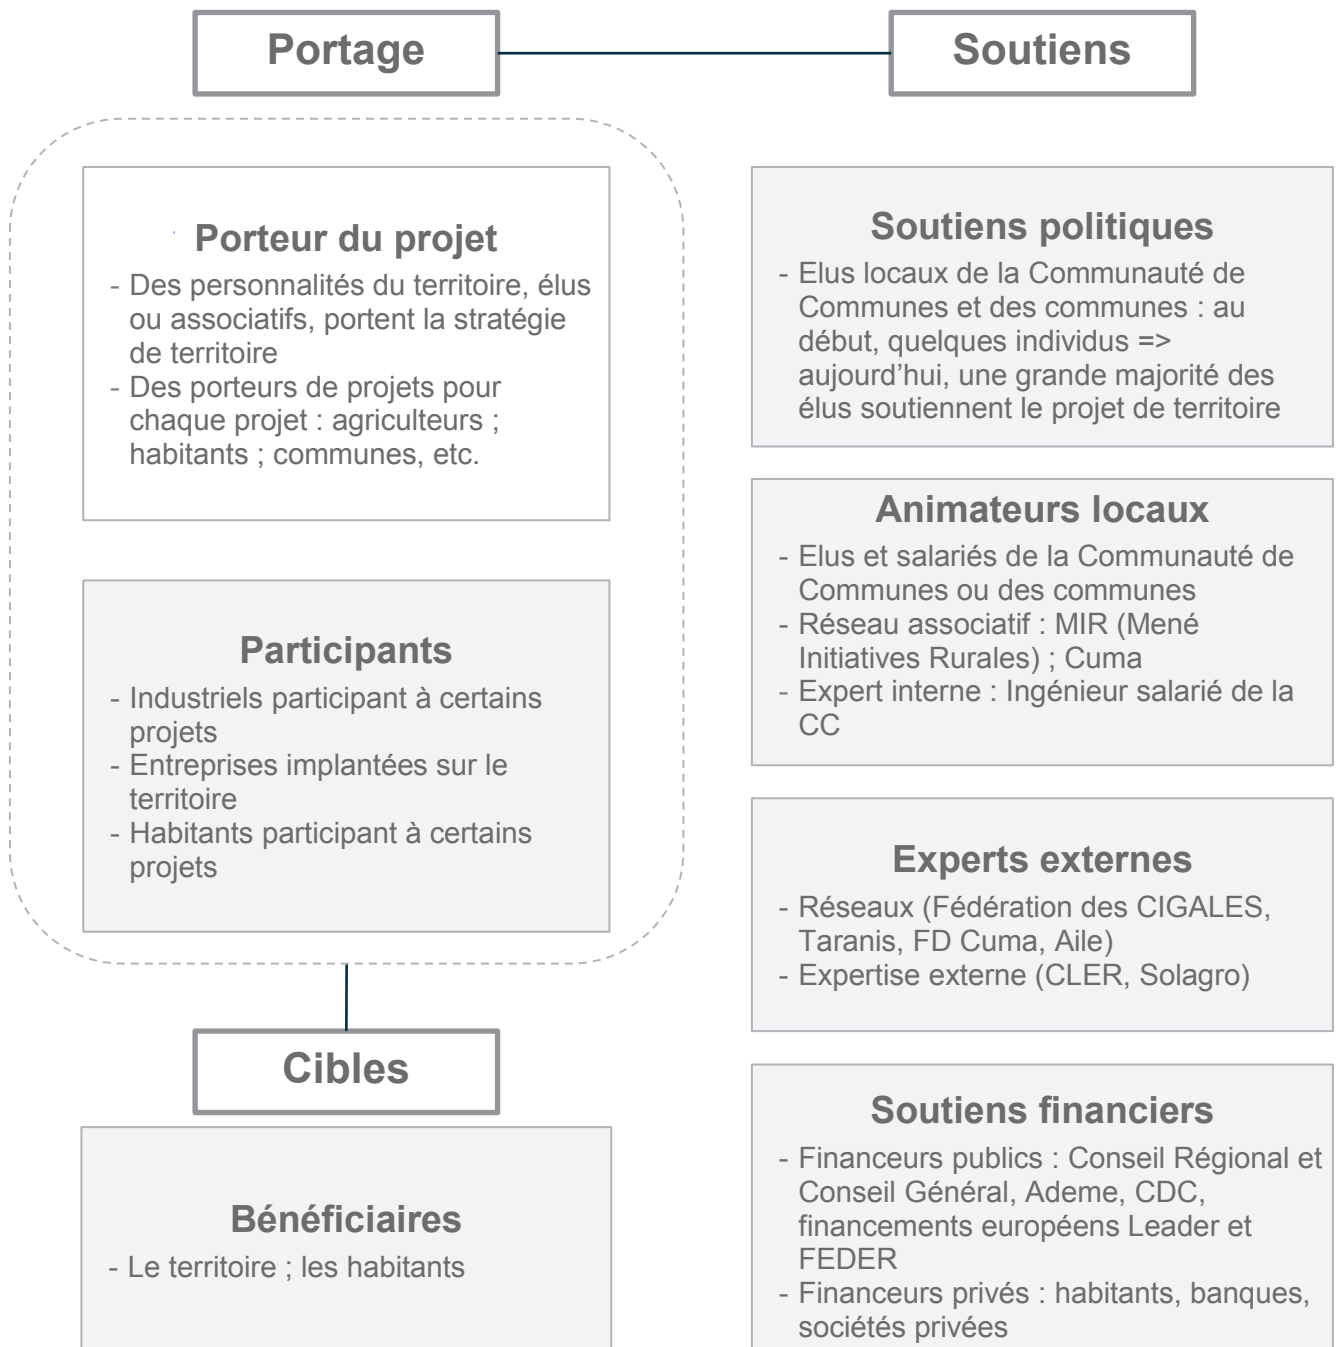 Portage
Soutiens
Porteur du projet
- Des personnalités du territoire, élus
ou associatifs, portent la stratégie
de territoire
- Des porteurs de projets pour
chaque projet : agriculteurs ;
habitants ; communes, etc.
Participants
- Industriels participant à certains
projets
- Entreprises implantées sur le
territoire
- Habitants participant à certains
projets
Cibles
Bénéficiaires
- Le territoire ; les habitants
Soutiens politiques
- Elus locaux de la Communauté de
Communes et des communes : au
début, quelques individus =>
aujourd’hui, une grande majorité des
élus soutiennent le projet de territoire
Animateurs locaux
- Elus et salariés de la Communauté de
Communes ou des communes
- Réseau associatif : MIR (Mené
Initiatives Rurales) ; Cuma
- Expert interne : Ingénieur salarié de la
CC
Experts externes
- Réseaux (Fédération des CIGALES,
Taranis, FD Cuma, Aile)
- Expertise externe (CLER, Solagro)
Soutiens financiers
- Financeurs publics : Conseil Régional et
Conseil Général, Ademe, CDC,
financements européens Leader et
FEDER
- Financeurs privés : habitants, banques,
sociétés privées